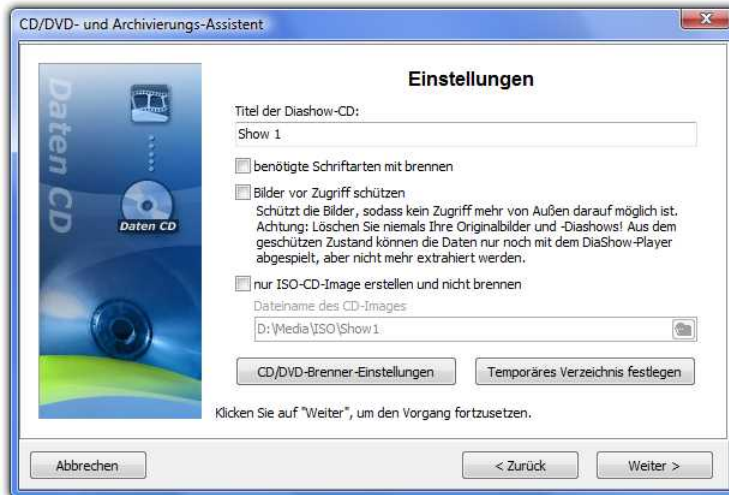 CD/DVD- und Archivierungs-Assistent
Daten CD
Daten CD
Einstellungen
Titel der Diashow-CD:
Show 1
benötigte Schriftarten mit brennen
Bilder vor Zugriff schützen
Schützt die Bilder, sodass kein Zugriff mehr von Außen darauf möglich ist.
Achtung: Löschen Sie niemals Ihre Originalbilder und -Diashows! Aus dem
geschützen Zustand können die Daten nur noch mit dem DiaShow-Player
abgespielt, aber nicht mehr extrahiert werden.
nur ISO-CD-Image erstellen und nicht brennen
Dateiname des CD-Images
D:\Media\ISO\Show1
CD/DVD-Brenner-Einstellungen
Temporäres Verzeichnis festlegen
Klicken Sie auf "Weiter", um den Vorgang fortzusetzen.
Abbrechen
< Zurück
Weiter >